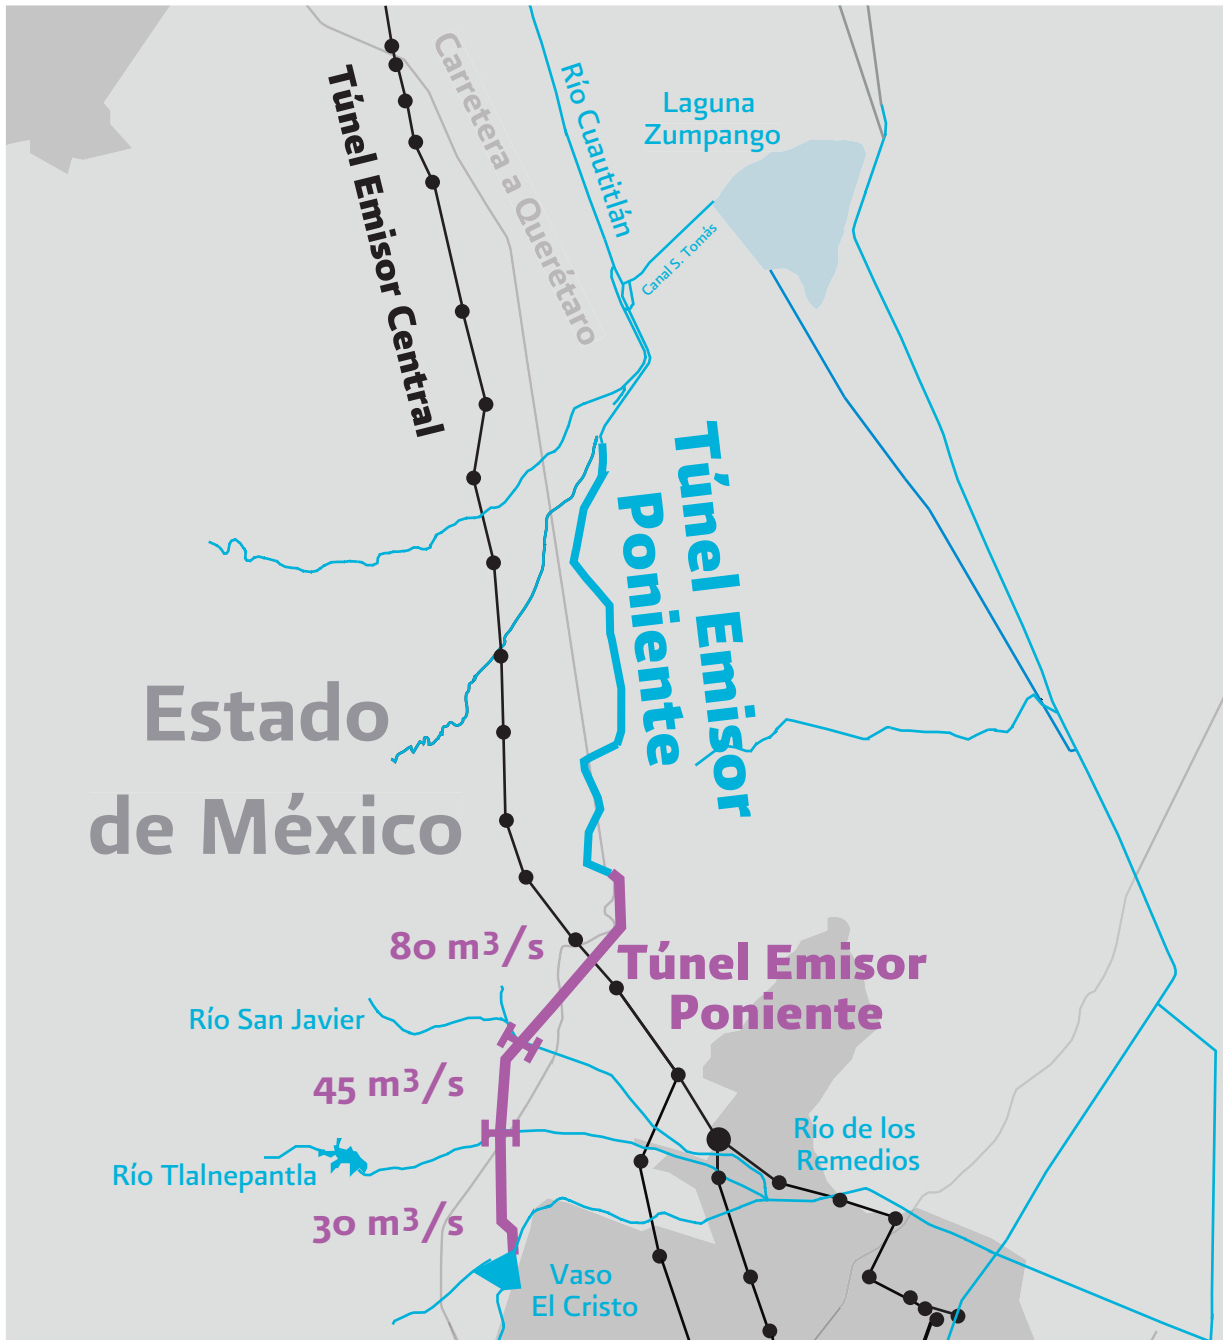 Túnel Emisor Central
Carretera a Querétaro
Río Cuautitlán
Laguna
Zumpango
Canal S. Tomás
Túnel Emisor
Poniente
Estado
de México
80 m3/s
Túnel Emisor
Poniente
Río San Javier
45 m3/s
Río de los
Remedios
Río Tlalnepantla
30 m3/s
Vaso
El Cristo